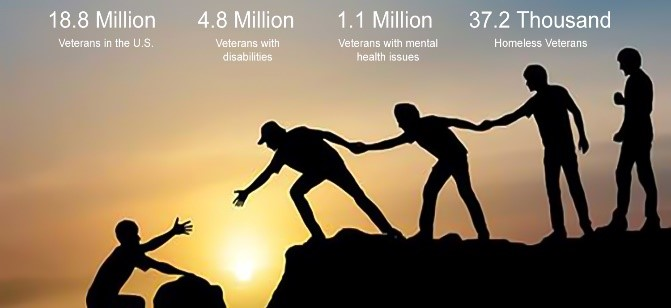 18.8 Million
Veterans in the U.S.
4.8 Million
Veterans with
disabilities
1.1 Million
Veterans with mental
health issues
37.2 Thousand
Homeless Veterans